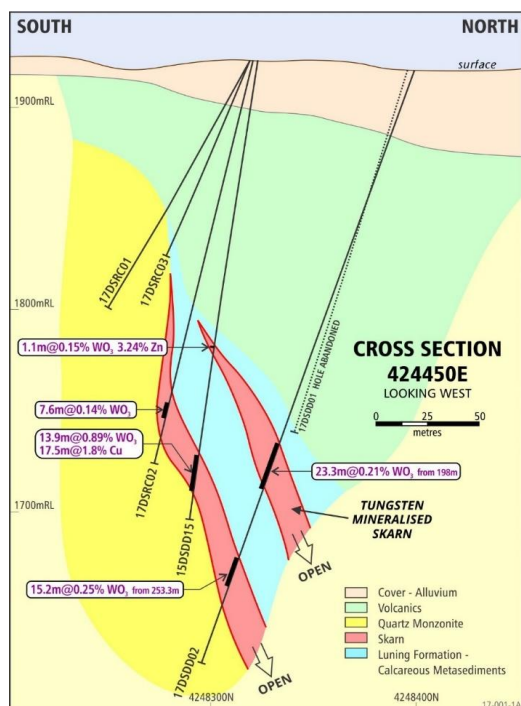 SOUTH
NORTH
surface
1900mRL
17DSRC01
17DSRC03
1800mRL
1.1m@0.15% WO₃ 3.24% Zn
17DSDD01 HOLE ABANDONED
CROSS SECTION
424450E
LOOKING WEST
0 25 50
metres
7.6m@0.14% WO₃
13.9m@0.89% WO₃
17.5m@1.8% Cu
17DSRC02
23.3m@0.21% WO₃ from 198m
1700mRL
15DSDD15
TUNGSTEN
MINERALISED
SKARN
OPEN
15.2m@0.25% WO₃ from 253.3m
17DSDD02
OPEN
Cover - Alluvium
Volcanics
Quartz Monzonite
Skarn
Luning Formation -
Calcareous Metasediments
4248300N
4248400N
17-001-1A